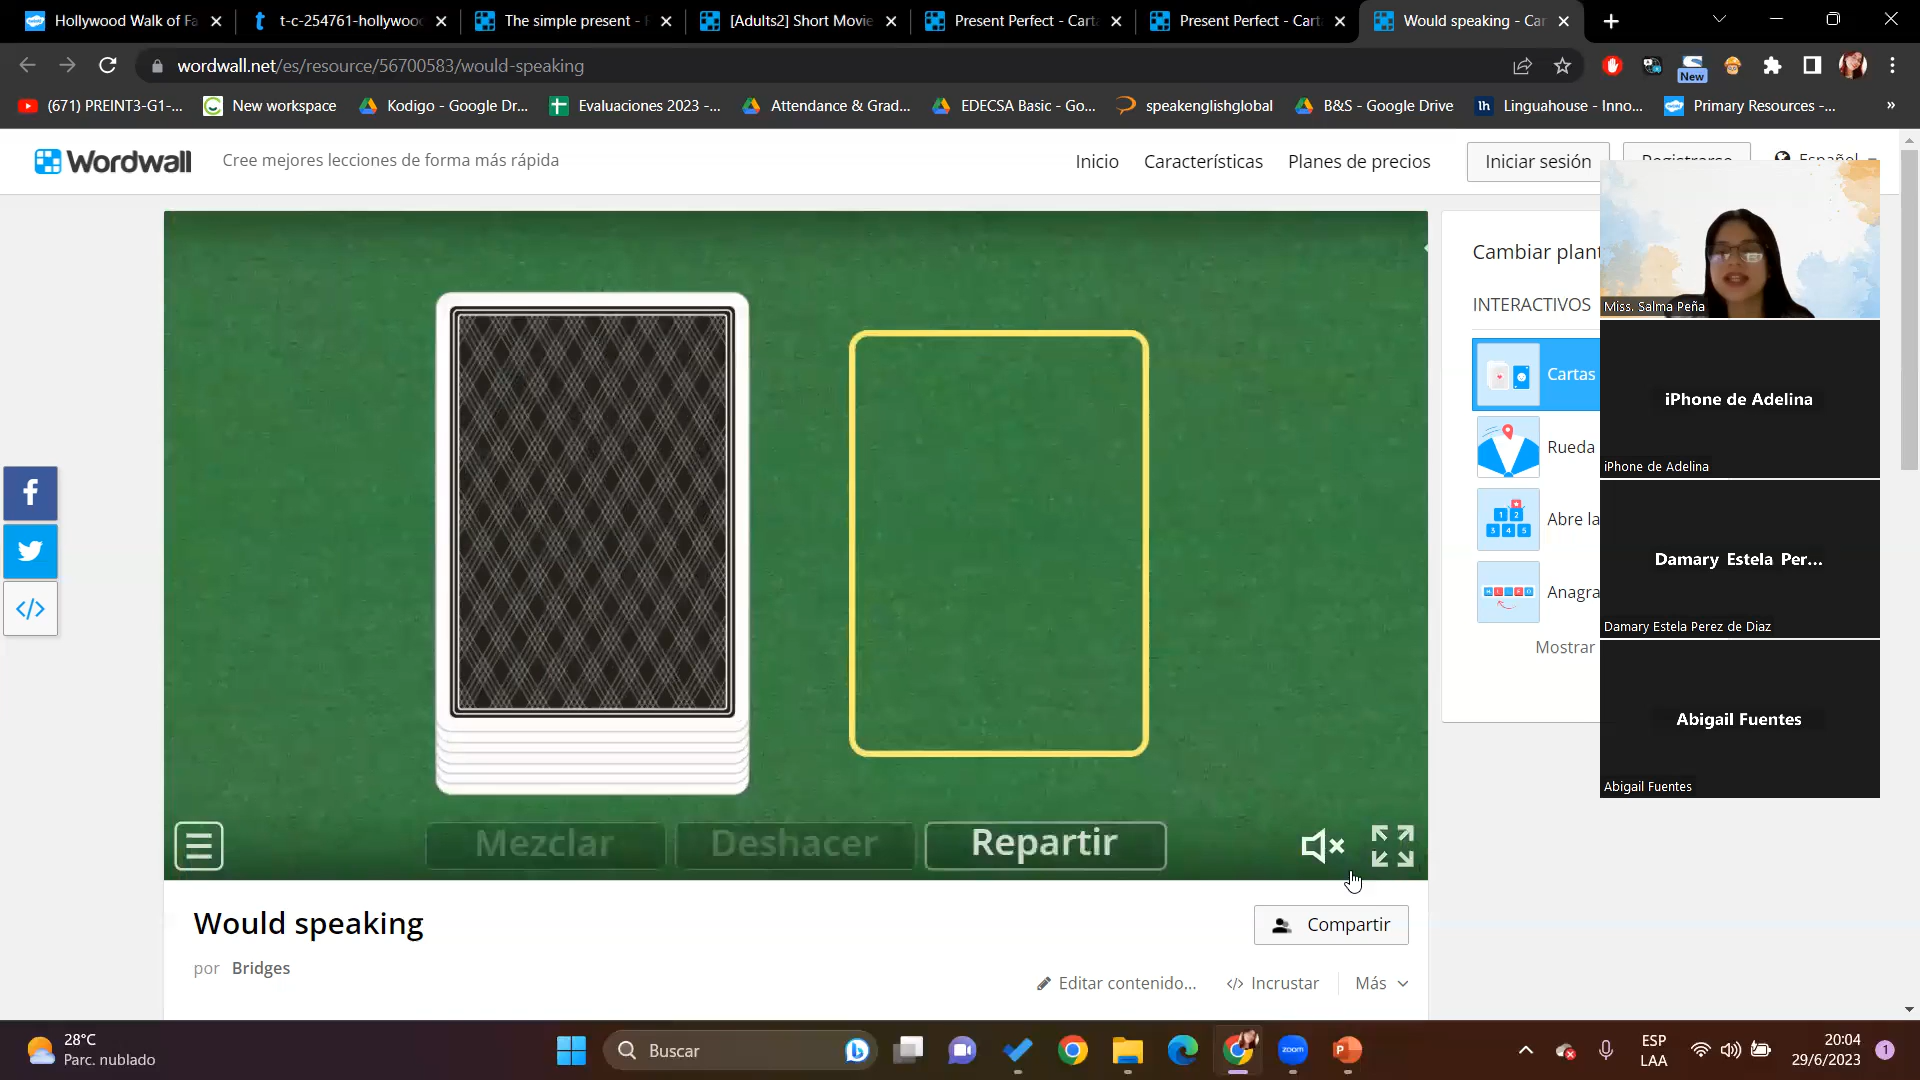 Hollywood Walk of Fa
t-c-254761-hollywoo
The simple present -
[Adults2] Short Movie
Present Perfect - Cart
Present Perfect - Cart
Would speaking - Car
wordwall.net/es/resource/56700583/would-speaking
New
(671) PREINT3-G1-...
New workspace
Kodigo - Google Dr...
Evaluaciones 2023 -...
Attendance & Grad...
EDECSA Basic - Go...
speakenglishglobal
B&S - Google Drive
lh
Linguahouse - Inno...
Primary Resources -...
»
Wordwall
Cree mejores lecciones de forma más rápida
Inicio
Características
Planes de precios
Iniciar sesión
Registrarse
Español
Cambiar plant
INTERACTIVOS
Cartas
Rueda
Abre la
Anagra
Mostrar
Miss. Salma Peña
iPhone de Adelina
iPhone de Adelina
Damary Estela Per...
Damary Estela Perez de Diaz
Abigail Fuentes
Abigail Fuentes
Mezclar
Deshacer
Repartir
Would speaking
Compartir
por Bridges
Editar contenido...
Incrustar
Más
28°C
Parc. nublado
Buscar
zoom
ESP
LAA
20:04
29/6/2023
1